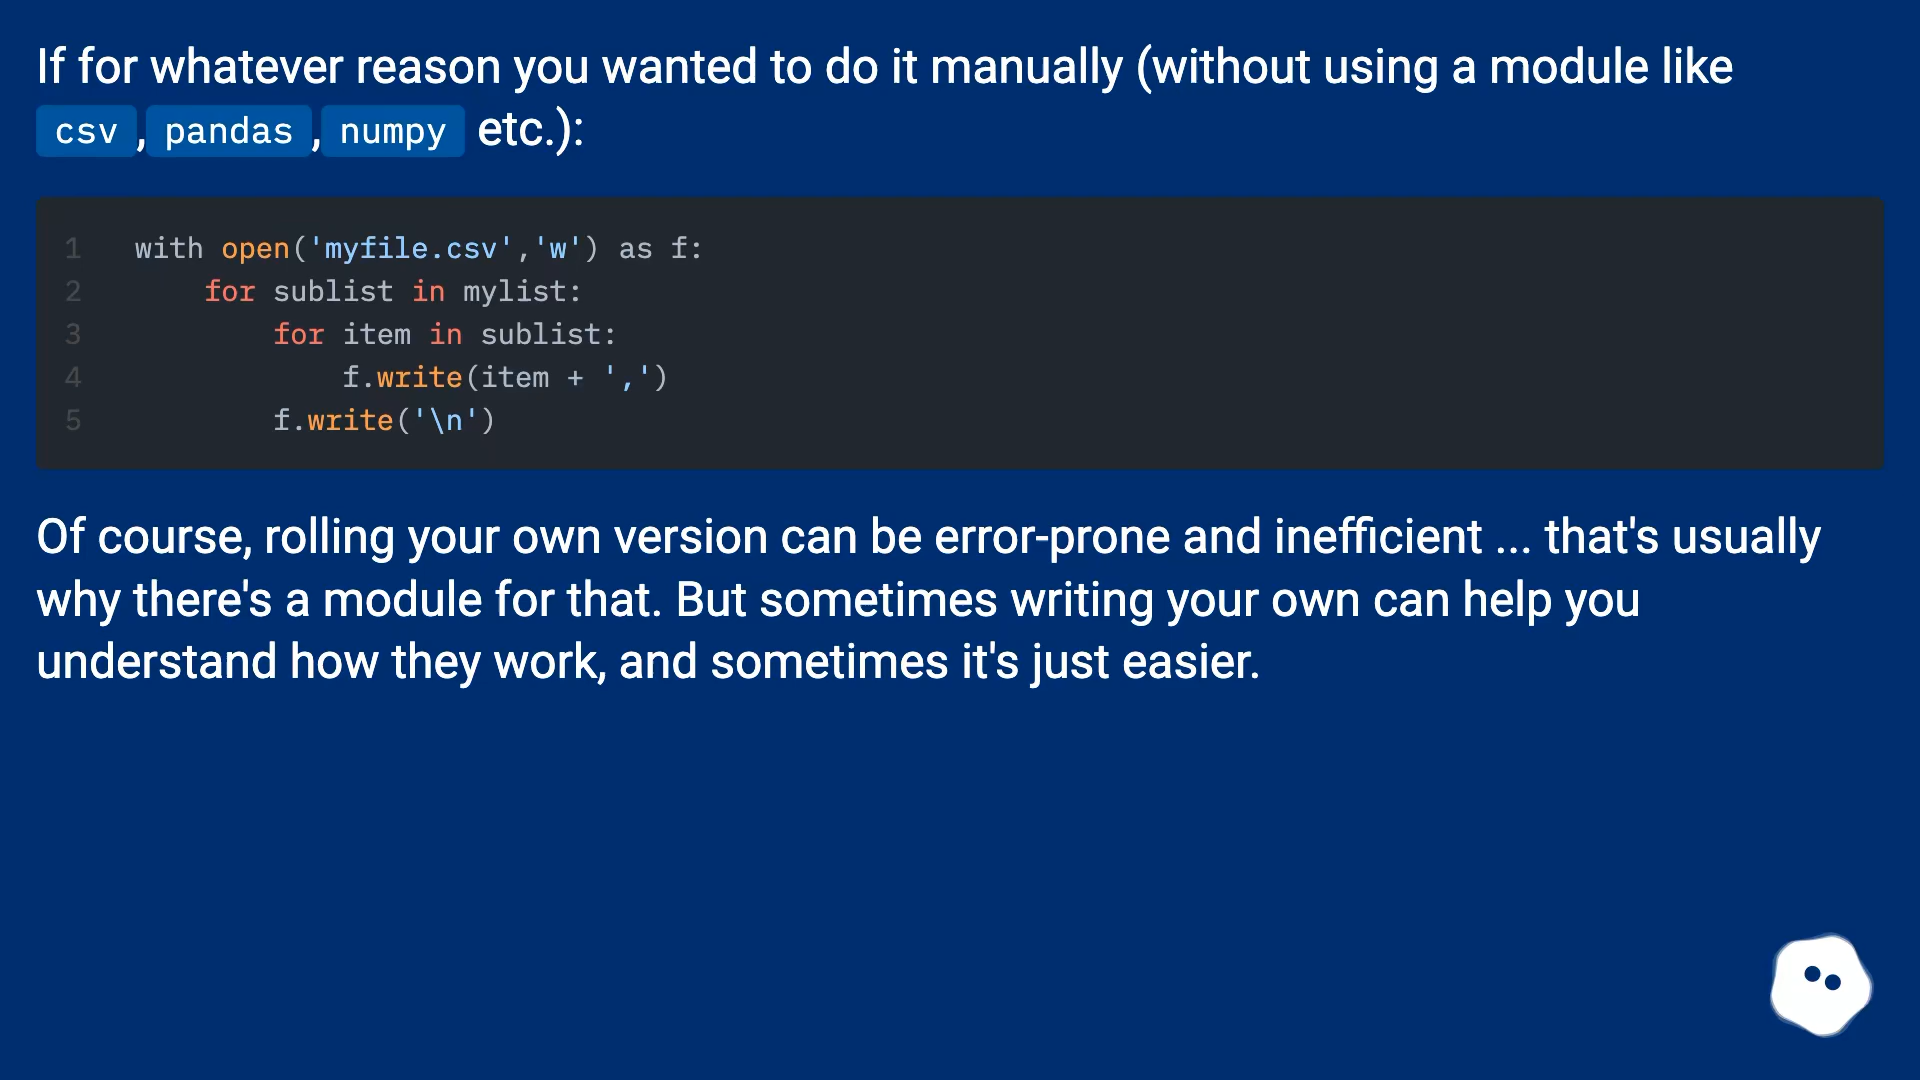 If for whatever reason you wanted to do it manually (without using a module like
csv, pandas, numpy etc.):
1 with open('myfile.csv','w') as f:
2     for sublist in mylist:
3         for item in sublist:
4             f.write(item + ',')
5         f.write('\n')
Of course, rolling your own version can be error-prone and inefficient ... that's usually
why there's a module for that. But sometimes writing your own can help you
understand how they work, and sometimes it's just easier.